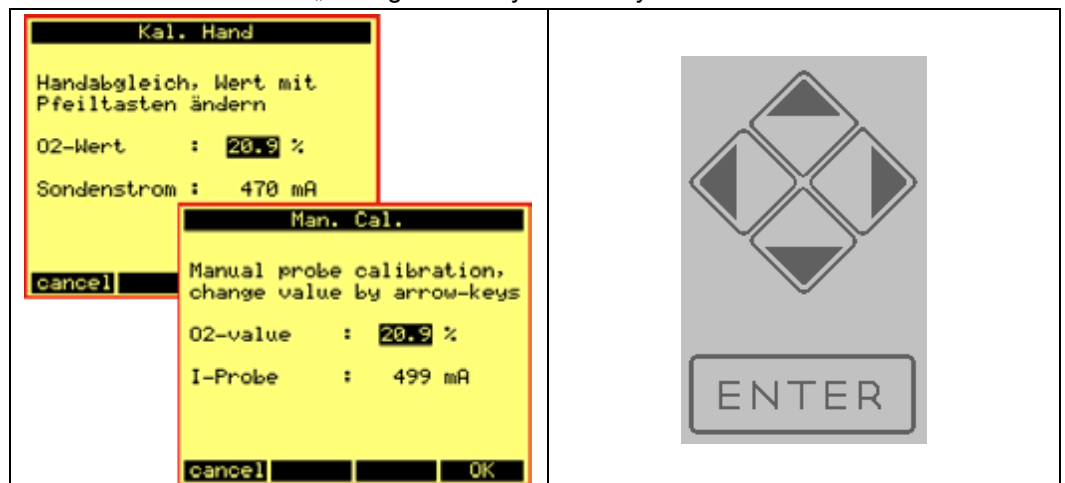 Kal. Hand
Handabgleich, Wert mit
Pfeiltasten ändern
O2-Wert : 20.9 %
Sondenstrom : 470 mA
cancel
Man. Cal.
Manual probe calibration,
change value by arrow-keys
O2-value : 20.9 %
I-Probe : 499 mA
cancel OK
ENTER